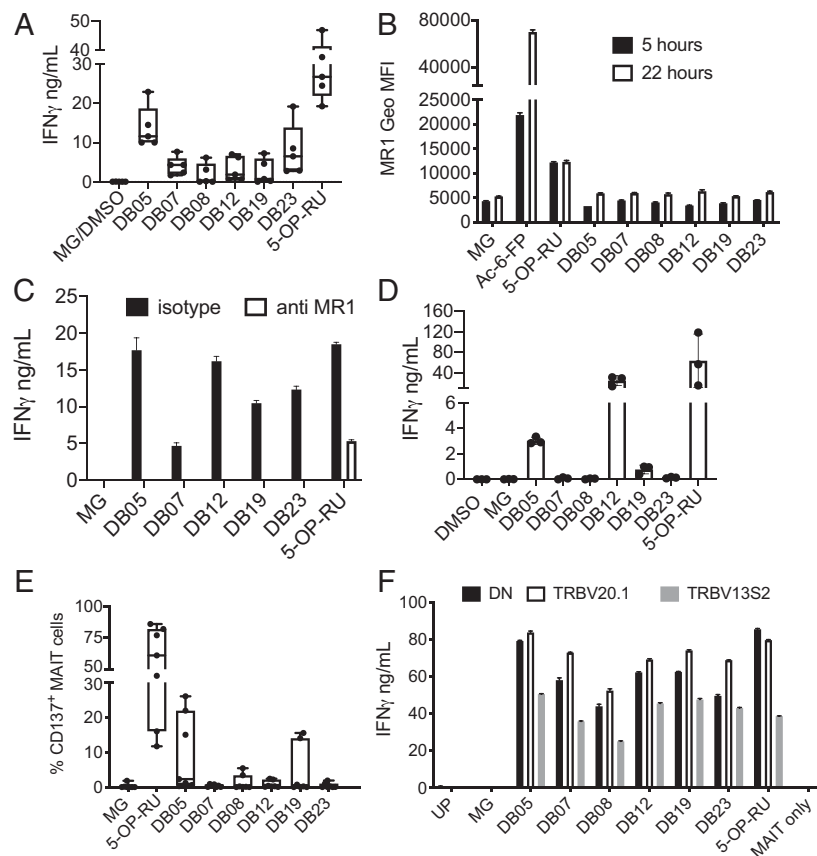 A
IFNγ ng/mL
50
40
30
20
10
0
MG/DMSO
DB05
DB07
DB08
DB12
DB19
DB23
5-OP-RU
B
MR1 Geo MFI
80000
60000
25000
20000
15000
10000
5000
0
5 hours
22 hours
MG
Ac-6-FP
5-OP-RU
DB05
DB07
DB08
DB12
DB19
DB23
C
IFNγ ng/mL
isotype
anti MR1
25
20
15
10
5
0
MG
DB05
DB07
DB12
DB19
DB23
5-OP-RU
D
IFNγ ng/mL
160
120
80
40
6
4
2
0
DMSO
MG
DB05
DB07
DB08
DB12
DB19
DB23
5-OP-RU
E
% CD137+ MAIT cells
100
75
50
30
20
10
0
MG
5-OP-RU
DB05
DB07
DB08
DB12
DB19
DB23
F
DN
TRBV20.1
TRBV13S2
IFNγ ng/mL
100
80
60
40
20
0
UP
MG
DB05
DB07
DB08
DB12
DB19
DB23
5-OP-RU
MAIT only